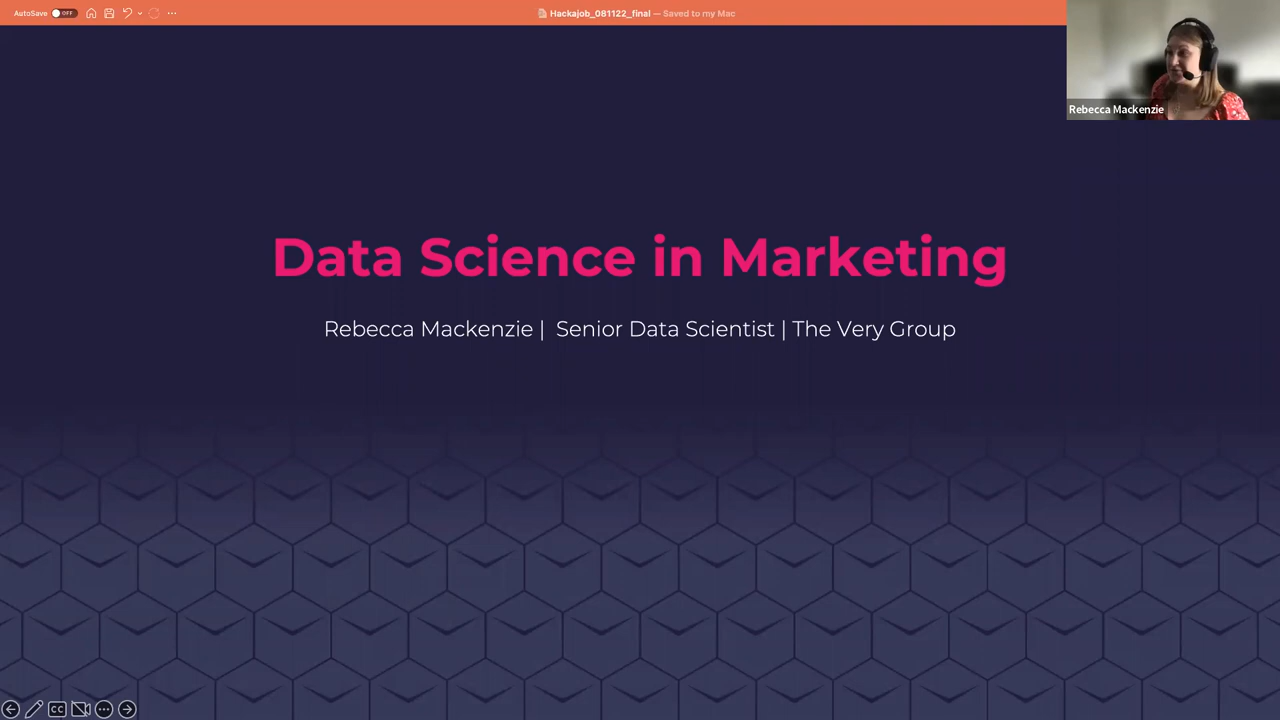 AutoSave OFF
Hackajob_081122_final — Saved to my Mac
Rebecca Mackenzie
Data Science in Marketing
Rebecca Mackenzie | Senior Data Scientist | The Very Group
CC